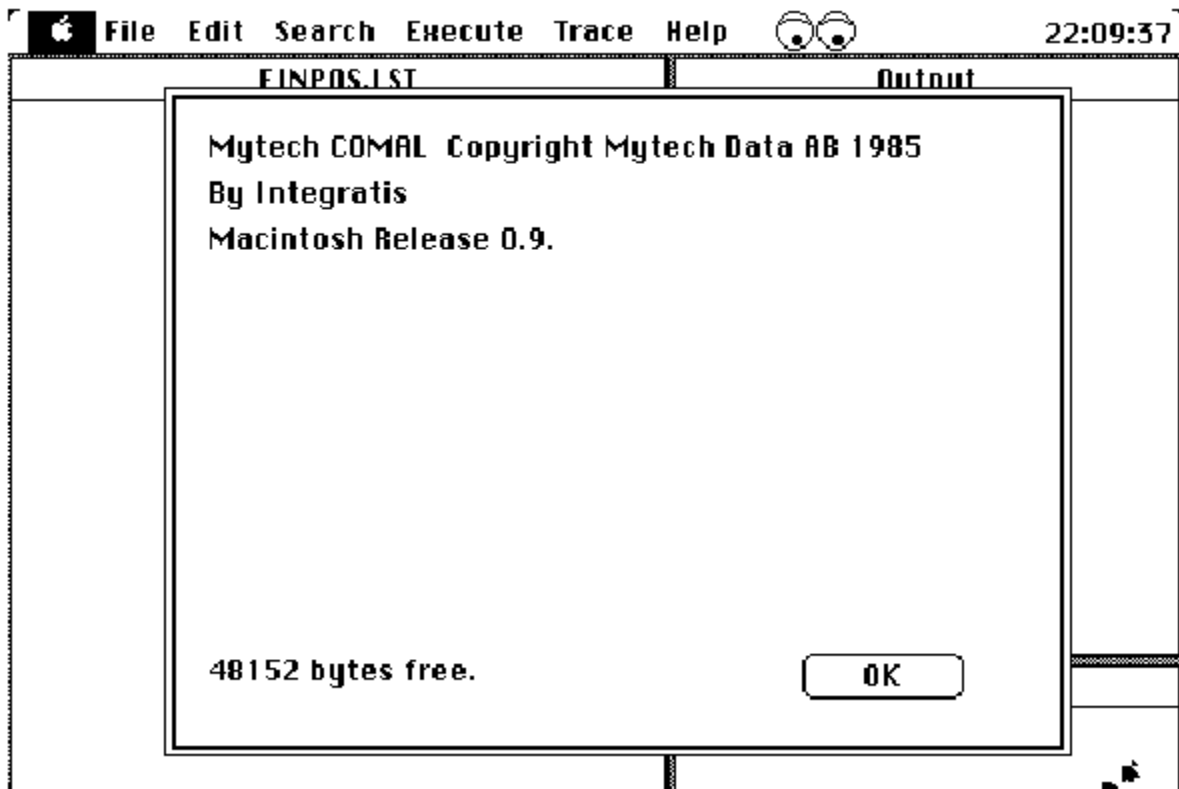 File Edit Search Execute Trace Help 22:09:37
FINPOS.LST Output
Mytech COMAL Copyright Mytech Data AB 1985
By Integratis
Macintosh Release 0.9.
48152 bytes free.
OK